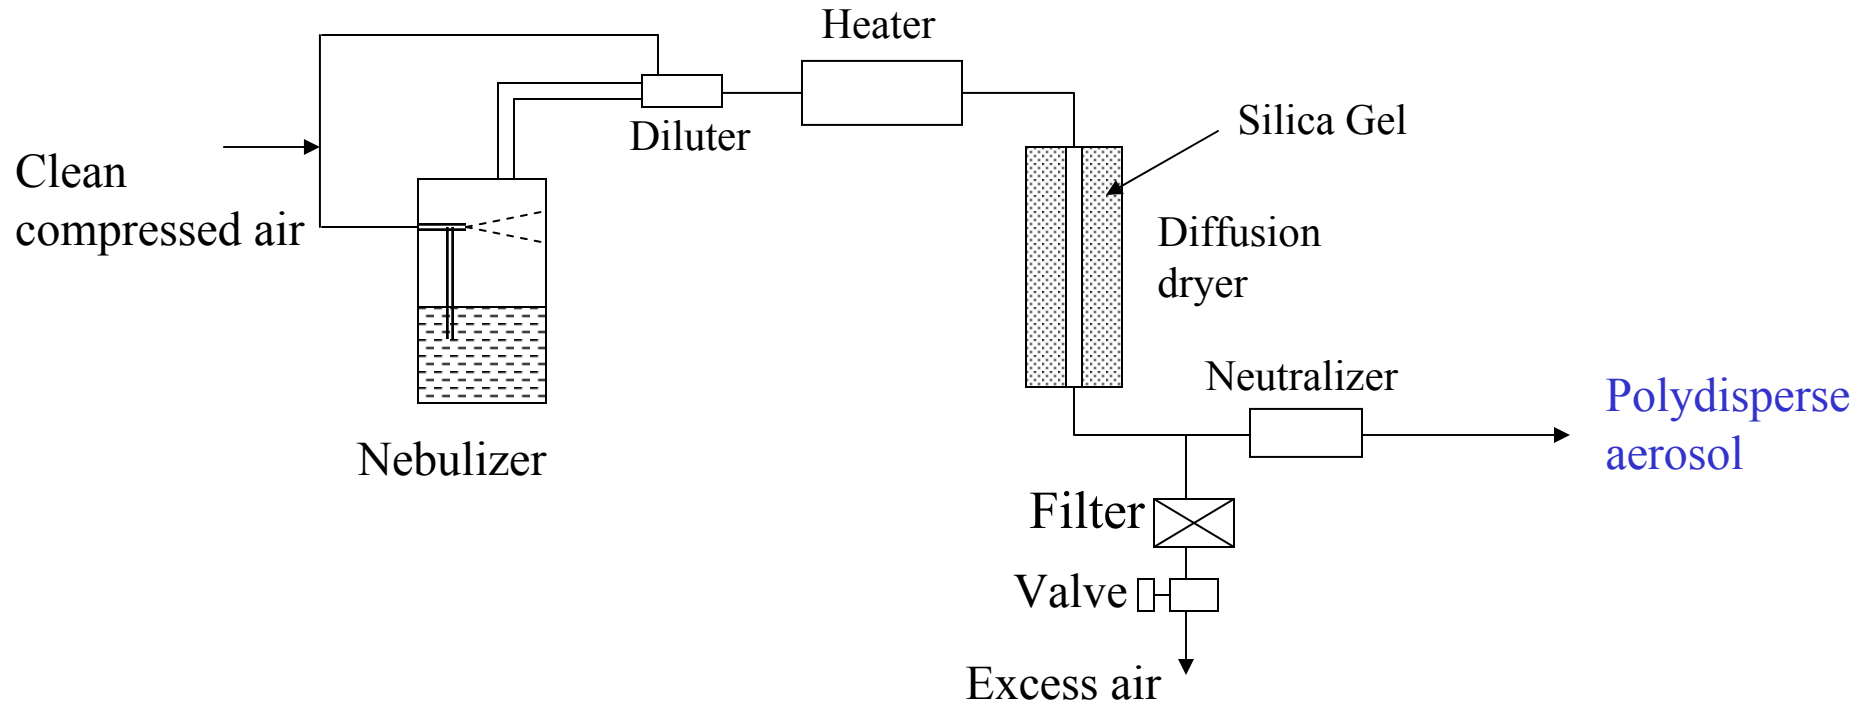 Heater
Silica Gel
Diluter
Clean
compressed air
Diffusion
dryer
Neutralizer
Polydisperse
aerosol
Nebulizer
Filter
Valve
Excess air